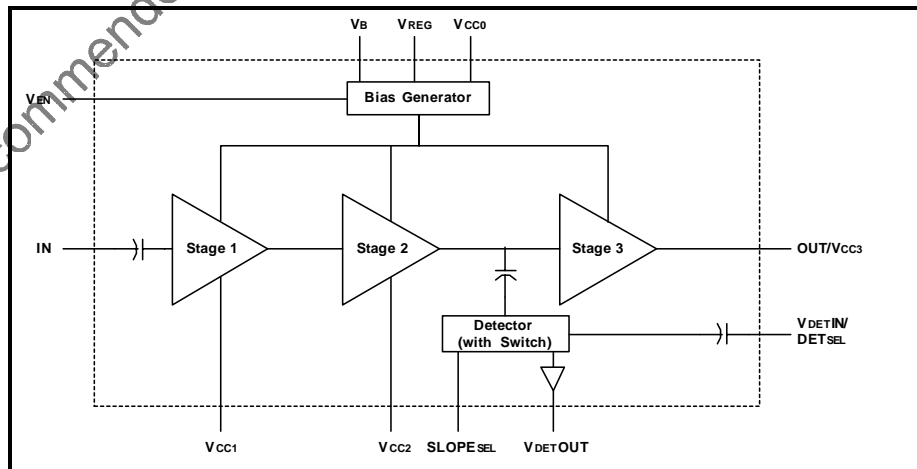 commendε
VB VREG VCC0
VEN
Bias Generator
Stage 1 Stage 2 Stage 3
IN
OUT/VCC3
Detector
(with Switch)
VDETIN/
DETSEL
VCC1 VCC2 SLOPESEL VDETOUT